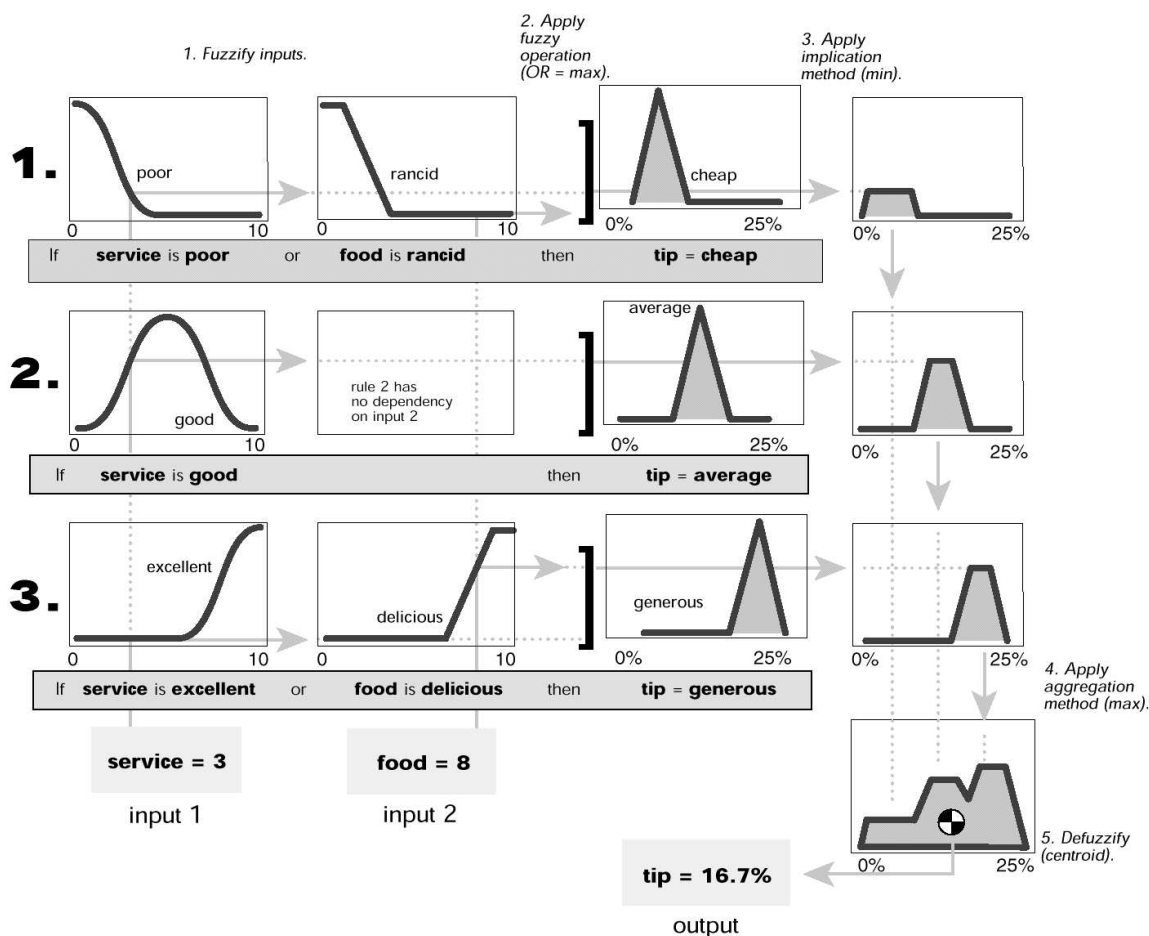 1. Fuzzify inputs.
2. Apply
fuzzy
operation
(OR = max).
3. Apply
implication
method (min).
1.
poor
rancid
cheap
0 10
0 10
0% 25%
0% 25%
If service is poor or food is rancid then tip = cheap
2.
good
rule 2 has
no dependency
on input 2
average
0 10
0% 25%
0% 25%
If service is good then tip = average
3.
excellent
delicious
generous
0 10
0 10
0% 25%
0% 25%
If service is excellent or food is delicious then tip = generous
4. Apply
aggregation
method (max).
service = 3
input 1
food = 8
input 2
0% 25%
5. Defuzzify
(centroid).
tip = 16.7%
output